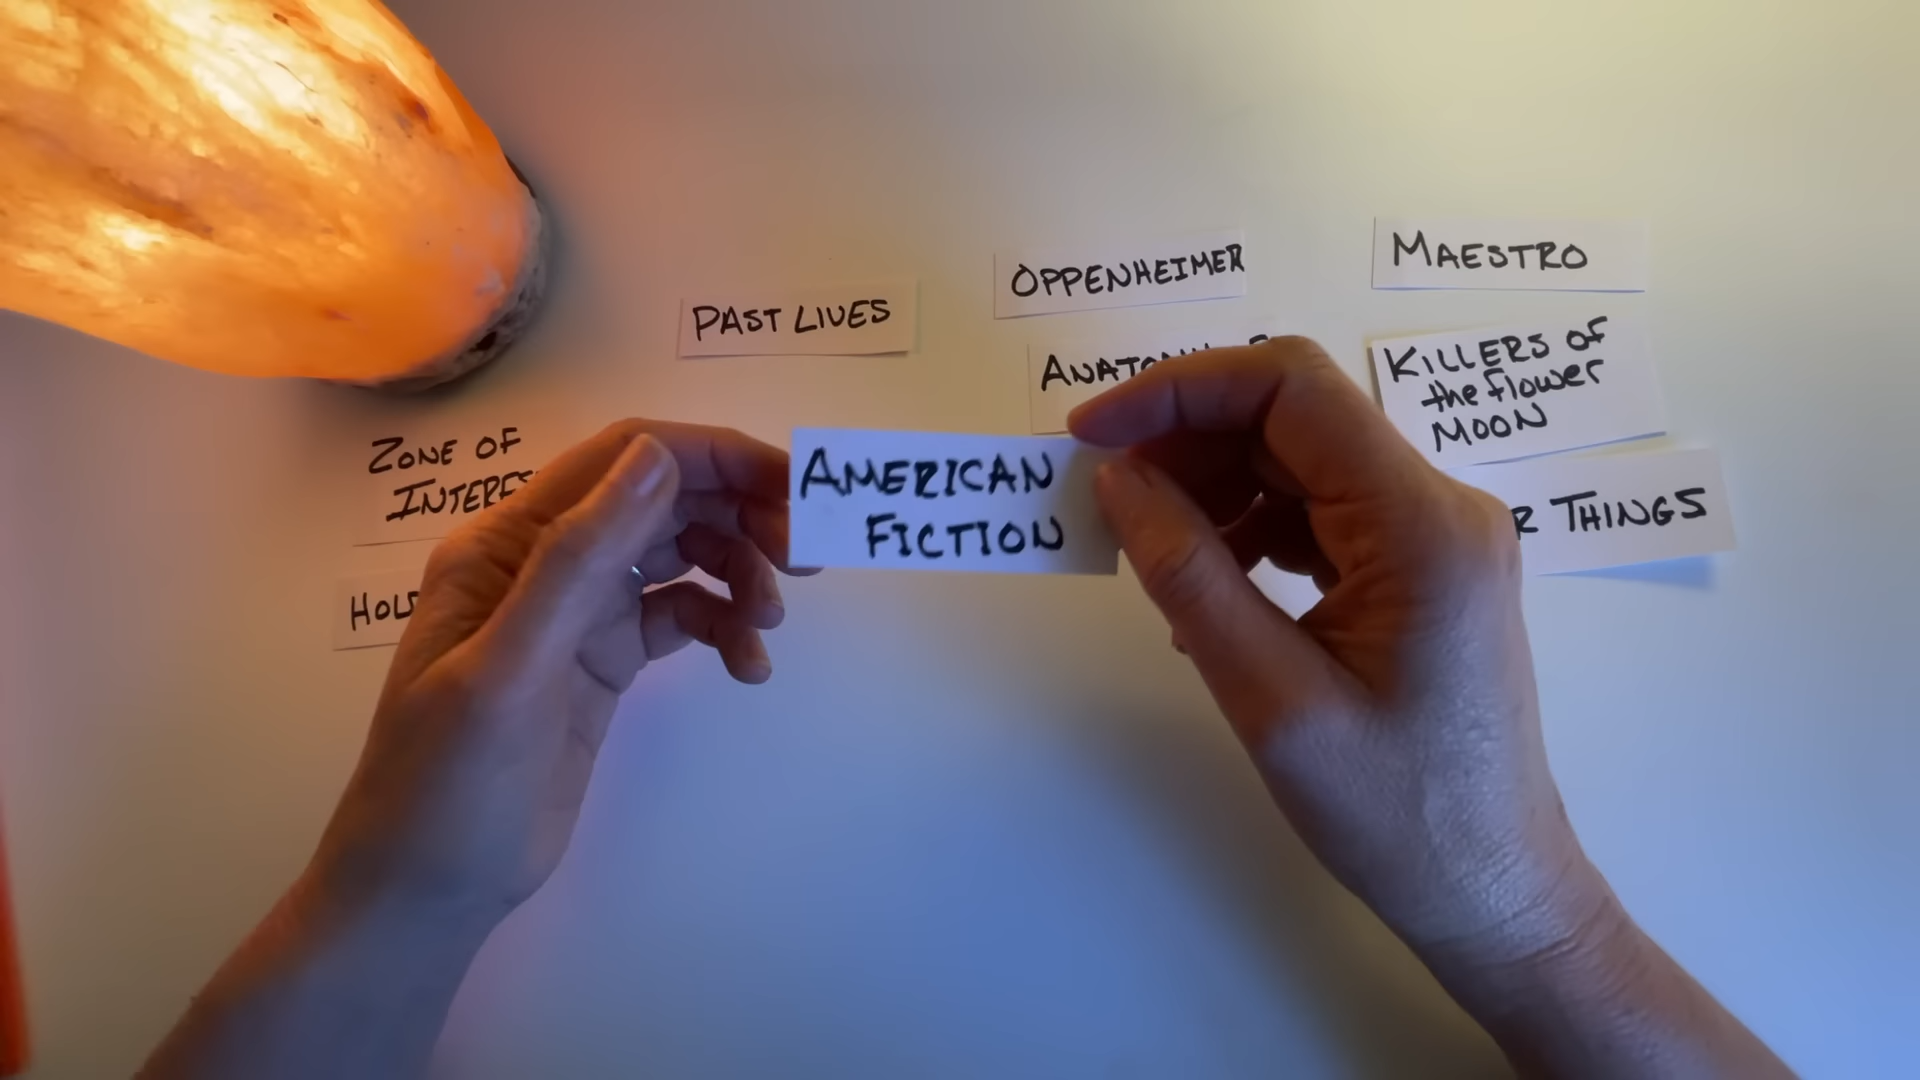 PAST LIVES
OPPENHEIMER
MAESTRO
KILLERS OF
the flower
MOON
THINGS
ZONE OF
AMERICAN
FICTION